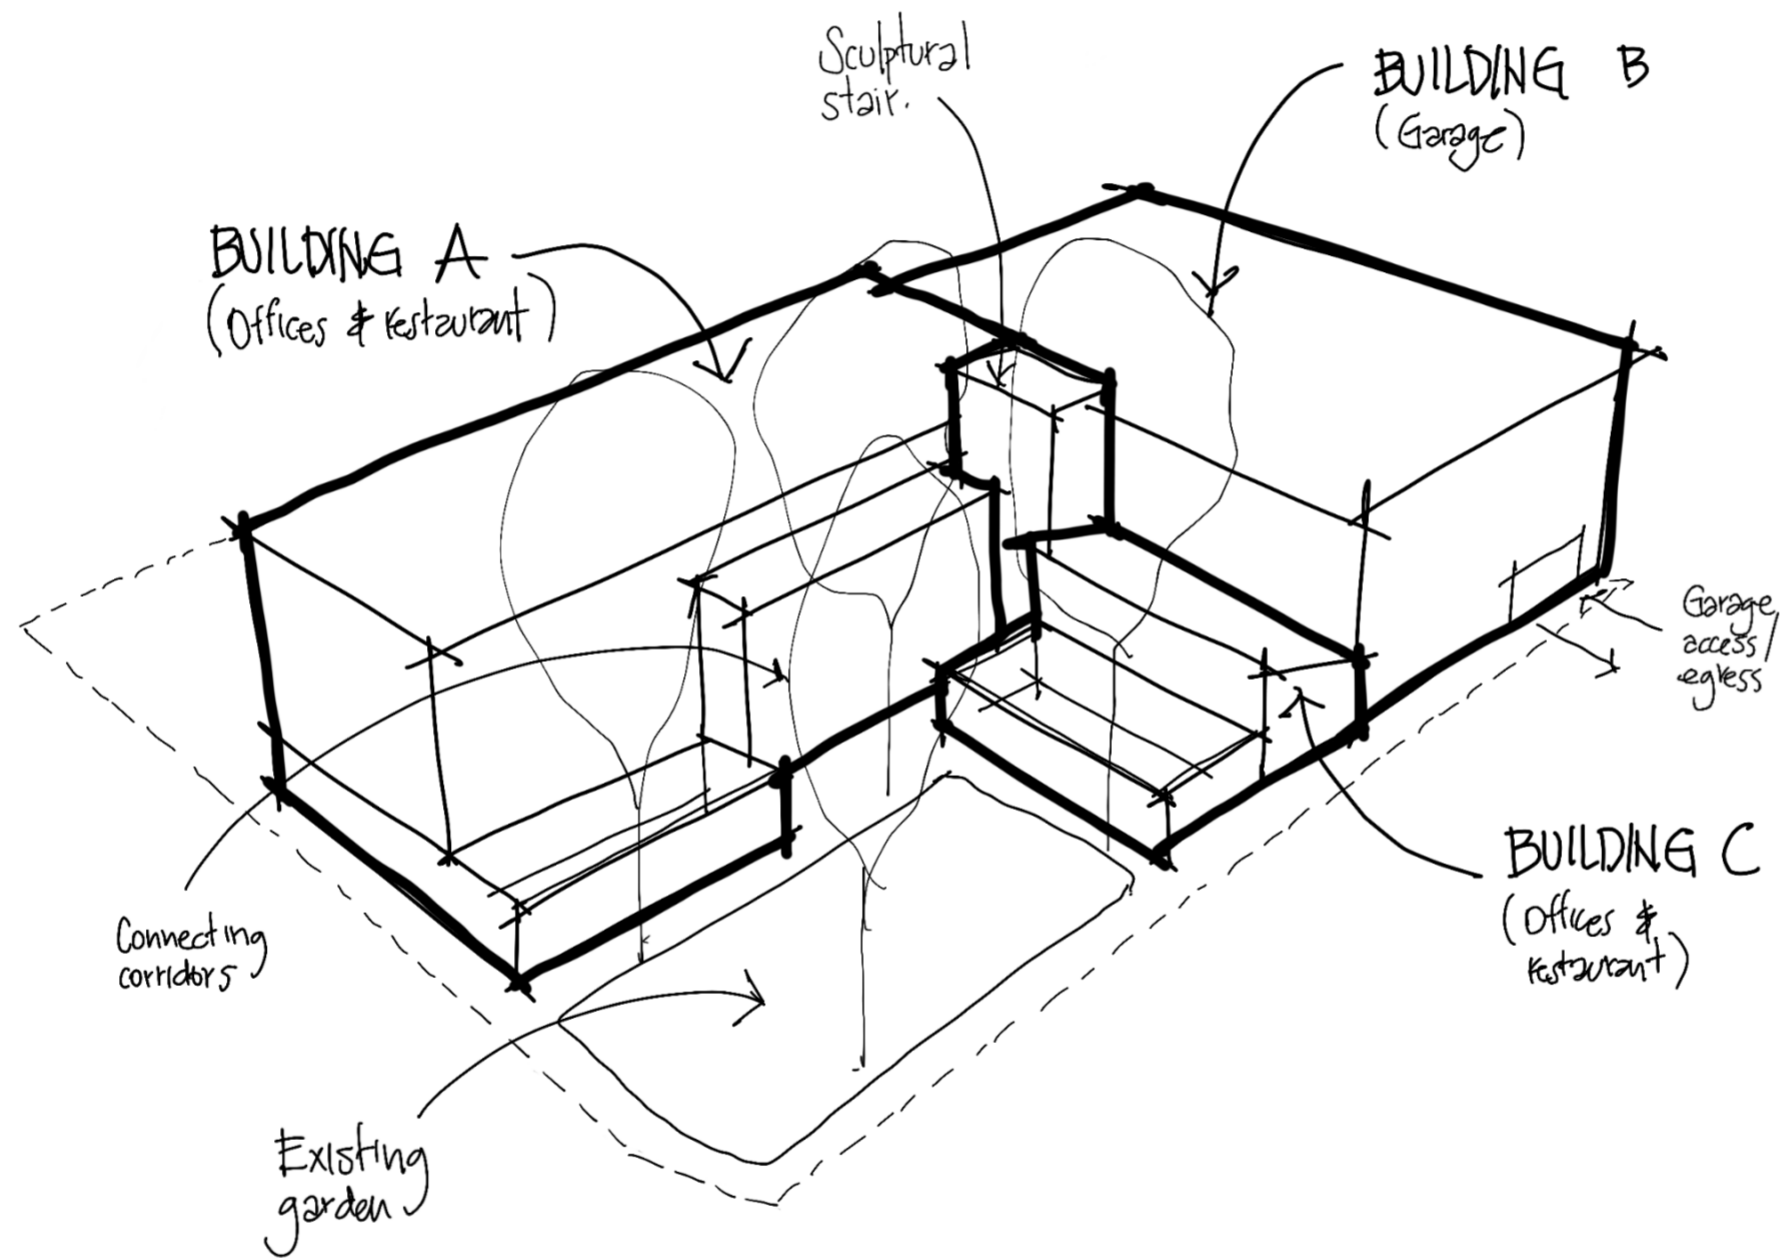 Sculptural
stair.
BUILDING B
(Garage)
BUILDING A
(Offices & restaurant)
Garage
access/
egress
BUILDING C
(Offices &
restaurant)
Connecting
corridors
Existing
garden